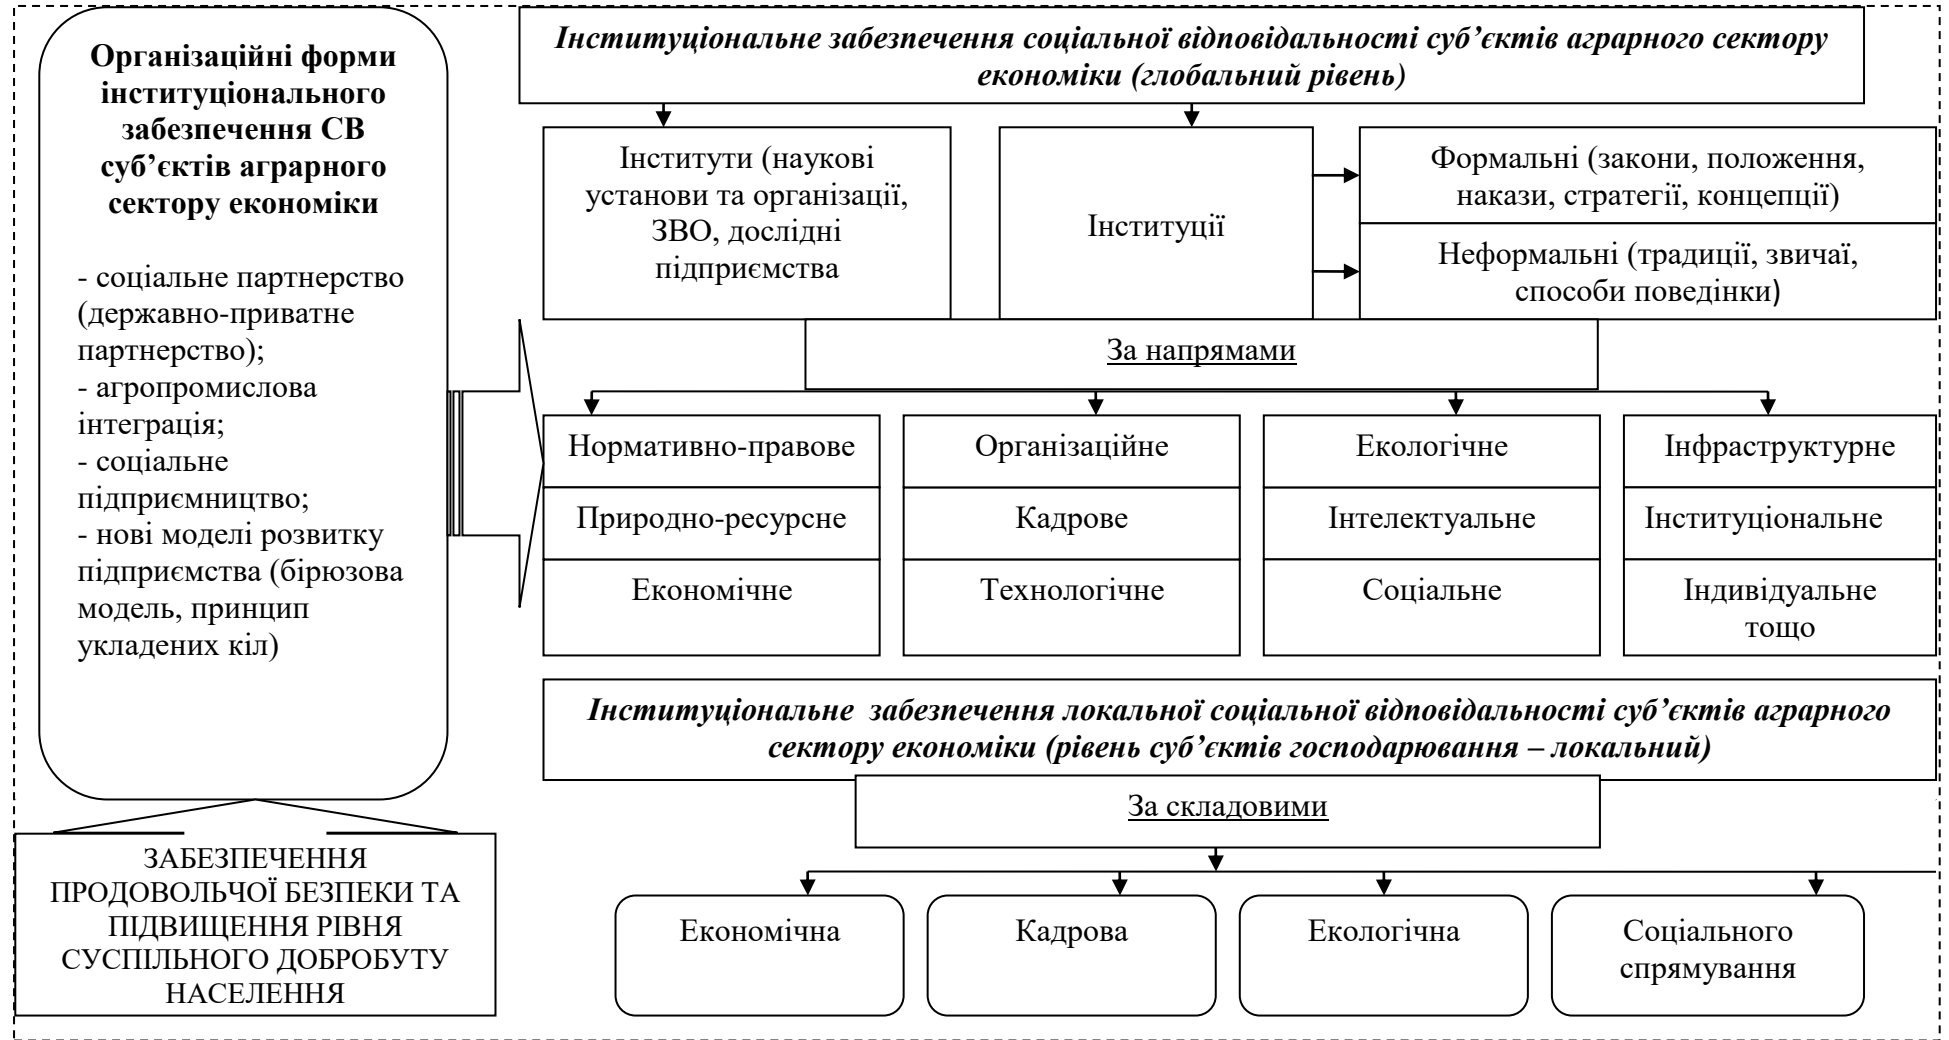 Організаційні форми
інституціонального
забезпечення СВ
суб’єктів аграрного
сектору економіки
- соціальне партнерство
(державно-приватне
партнерство);
- агропромислова
інтеграція;
- соціальне
підприємництво;
- нові моделі розвитку
підприємства (бірюзова
модель, принцип
укладених кіл)
ЗАБЕЗПЕЧЕННЯ
ПРОДОВОЛЬЧОЇ БЕЗПЕКИ ТА
ПІДВИЩЕННЯ РІВНЯ
СУСПІЛЬНОГО ДОБРОБУТУ
НАСЕЛЕННЯ
Інституціональне забезпечення соціальної відповідальності суб’єктів аграрного сектору
економіки (глобальний рівень)
Інститути (наукові
установи та організації,
ЗВО, дослідні
підприємства
Інституції
Формальні (закони, положення,
накази, стратегії, концепції)
Неформальні (традиції, звичаї,
способи поведінки)
За напрямами
Нормативно-правове
Організаційне
Екологічне
Інфраструктурне
Природно-ресурсне
Кадрове
Інтелектуальне
Інституціональне
Економічне
Технологічне
Соціальне
Індивідуальне
тощо
Інституціональне  забезпечення локальної соціальної відповідальності суб’єктів аграрного
сектору економіки (рівень суб’єктів господарювання – локальний)
За складовими
Економічна
Кадрова
Екологічна
Соціального
спрямування